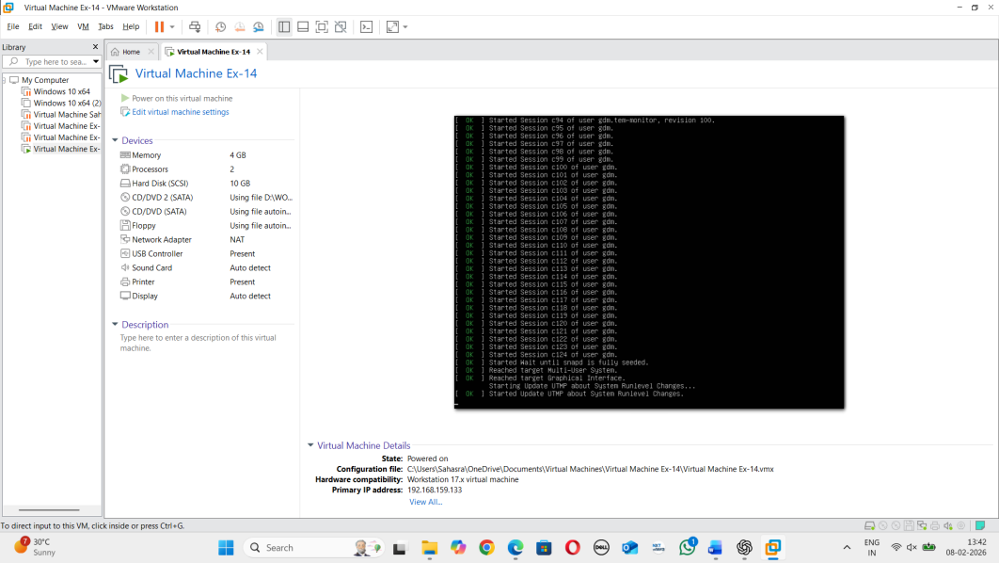 Virtual Machine Ex-14 - VMware Workstation
File Edit View VM Tabs Help
Library
Type here to sea...
My Computer
Windows 10 x64
Windows 10 x64 (2)
Virtual Machine Sah
Virtual Machine Ex-
Virtual Machine Ex-
Virtual Machine Ex-
Home
Virtual Machine Ex-14
Virtual Machine Ex-14
Power on this virtual machine
Edit virtual machine settings
Devices
Memory 4 GB
Processors 2
Hard Disk (SCSI) 10 GB
CD/DVD 2 (SATA) Using file D:\WO...
CD/DVD (SATA) Using file autoin...
Floppy Using file autoin...
Network Adapter NAT
USB Controller Present
Sound Card Auto detect
Printer Present
Display Auto detect
Description
Type here to enter a description of this virtual
machine.
[ OK ] Started Session c94 of user gdm.tem-monitor, revision 100.
[ OK ] Started Session c95 of user gdm.
[ OK ] Started Session c96 of user gdm.
[ OK ] Started Session c97 of user gdm.
[ OK ] Started Session c98 of user gdm.
[ OK ] Started Session c99 of user gdm.
[ OK ] Started Session c100 of user gdm.
[ OK ] Started Session c101 of user gdm.
[ OK ] Started Session c102 of user gdm.
[ OK ] Started Session c103 of user gdm.
[ OK ] Started Session c104 of user gdm.
[ OK ] Started Session c105 of user gdm.
[ OK ] Started Session c106 of user gdm.
[ OK ] Started Session c107 of user gdm.
[ OK ] Started Session c108 of user gdm.
[ OK ] Started Session c109 of user gdm.
[ OK ] Started Session c110 of user gdm.
[ OK ] Started Session c111 of user gdm.
[ OK ] Started Session c112 of user gdm.
[ OK ] Started Session c113 of user gdm.
[ OK ] Started Session c114 of user gdm.
[ OK ] Started Session c115 of user gdm.
[ OK ] Started Session c116 of user gdm.
[ OK ] Started Session c117 of user gdm.
[ OK ] Started Session c118 of user gdm.
[ OK ] Started Session c119 of user gdm.
[ OK ] Started Session c120 of user gdm.
[ OK ] Started Session c121 of user gdm.
[ OK ] Started Session c122 of user gdm.
[ OK ] Started Session c123 of user gdm.
[ OK ] Started Session c124 of user gdm.
[ OK ] Started Wait until snapd is fully seeded.
[ OK ] Reached target Multi-User System.
[ OK ] Reached target Graphical Interface.
Starting Update UTMP about System Runlevel Changes...
[ OK ] Started Update UTMP about System Runlevel Changes.
Virtual Machine Details
State: Powered on
Configuration file: C:\Users\Sahasra\OneDrive\Documents\Virtual Machines\Virtual Machine Ex-14\Virtual Machine Ex-14.vmx
Hardware compatibility: Workstation 17.x virtual machine
Primary IP address: 192.168.159.133
View All...
To direct input to this VM, click inside or press Ctrl+G.
7
30°C
Sunny
Search
DELL
1
ENG
IN
13:42
08-02-2026